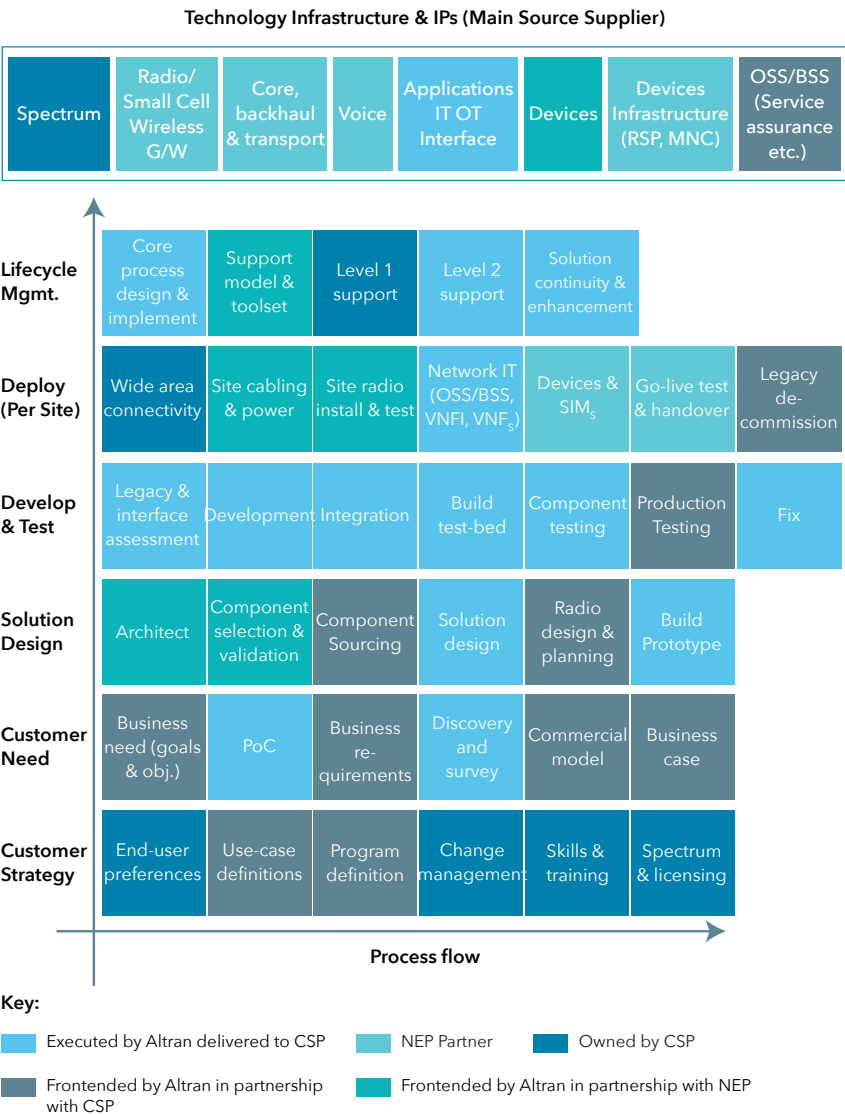 Technology Infrastructure & IPs (Main Source Supplier)
Spectrum
Radio/
Small Cell
Wireless
G/W
Core,
backhaul
& transport
Voice
Applications
IT OT
Interface
Devices
Devices
Infrastructure
(RSP, MNC)
OSS/BSS
(Service
assurance
etc.)
Lifecycle
Mgmt.
Core
process
design &
implement
Support
model &
toolset
Level 1
support
Level 2
support
Solution
continuity &
enhancement
Deploy
(Per Site)
Wide area
connectivity
Site cabling
& power
Site radio
install & test
Network IT
(OSS/BSS,
VNFI, VNFs)
Devices &
SIMs
Go-live test
& handover
Legacy
de-
commission
Develop
& Test
Legacy &
interface
assessment
Development
Integration
Build
test-bed
Component
testing
Production
Testing
Fix
Solution
Design
Architect
Component
selection &
validation
Component
Sourcing
Solution
design
Radio
design &
planning
Build
Prototype
Customer
Need
Business
need (goals
& obj.)
PoC
Business
re-
quirements
Discovery
and
survey
Commercial
model
Business
case
Customer
Strategy
End-user
preferences
Use-case
definitions
Program
definition
Change
management
Skills &
training
Spectrum
& licensing
Process flow
Key:
Executed by Altran delivered to CSP
NEP Partner
Owned by CSP
Frontended by Altran in partnership
with CSP
Frontended by Altran in partnership with NEP